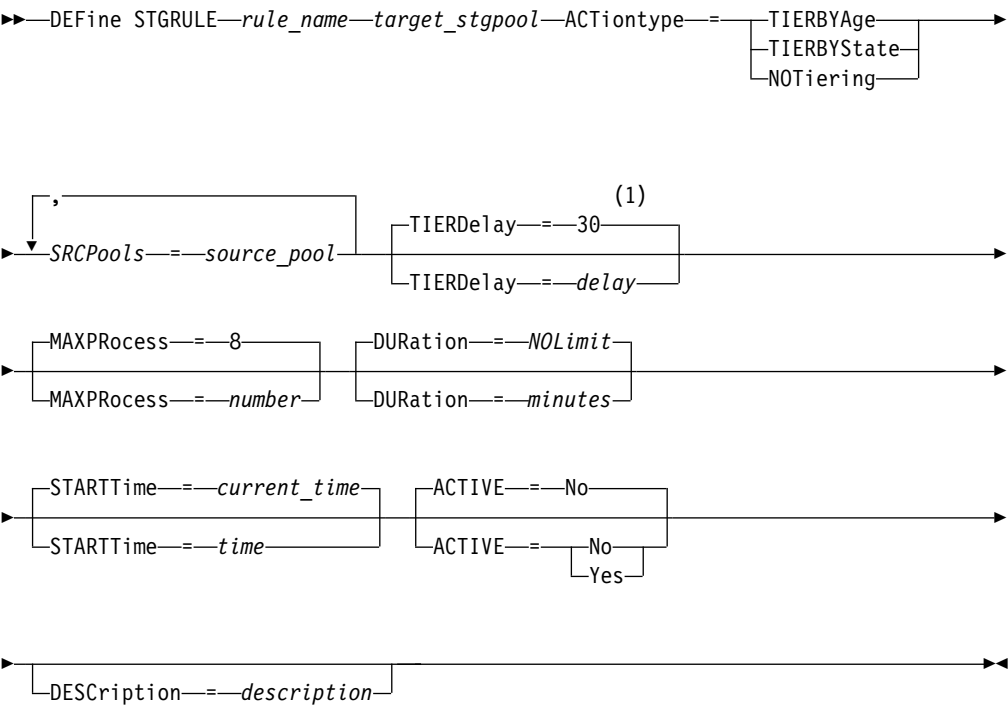 DEFine STGRULE rule_name target_stgpool ACTiontype = TIERBYAge
TIERBYState
NOTiering
,
(1)
SRCPools = source_pool
TIERDelay = 30
TIERDelay = delay
MAXPRocess = 8
DURation = NOLimit
MAXPRocess = number
DURation = minutes
STARTTime = current_time
ACTIVE = No
STARTTime = time
ACTIVE = No
Yes
DESCription = description